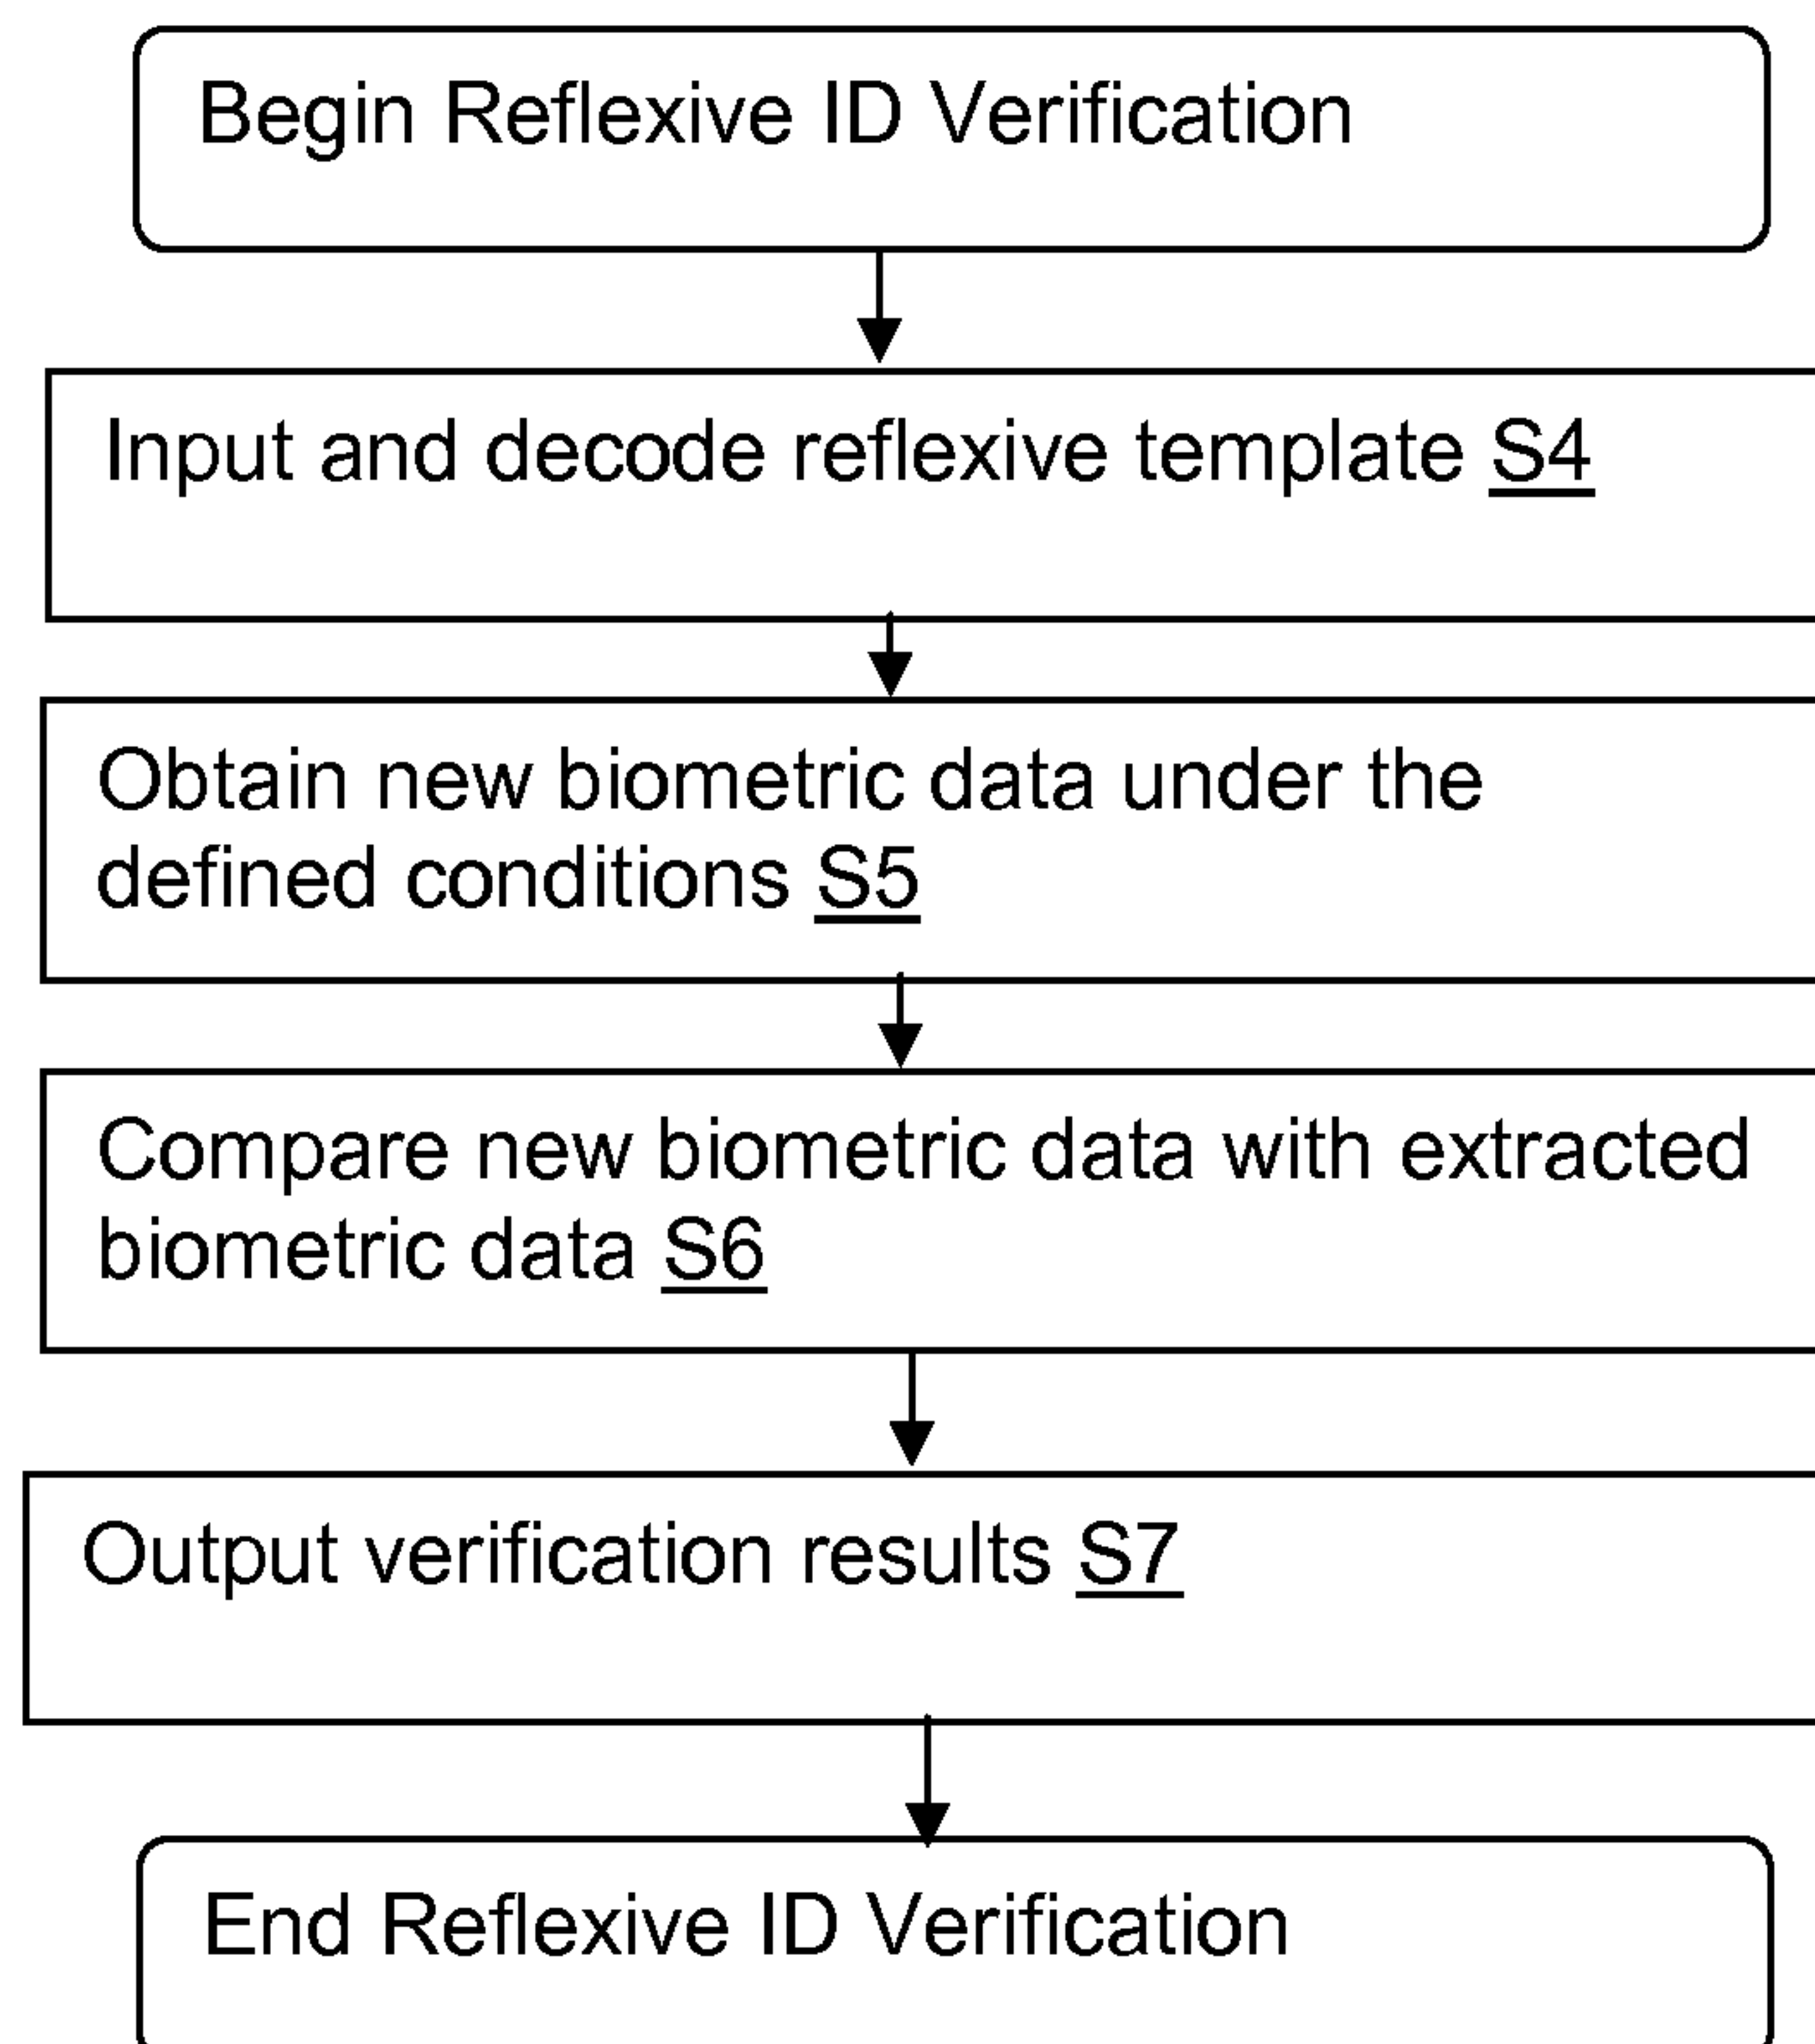 Begin Reflexive ID Verification
Input and decode reflexive template S4
Obtain new biometric data under the
defined conditions S5
Compare new biometric data with extracted
biometric data S6
Output verification results S7
End Reflexive ID Verification